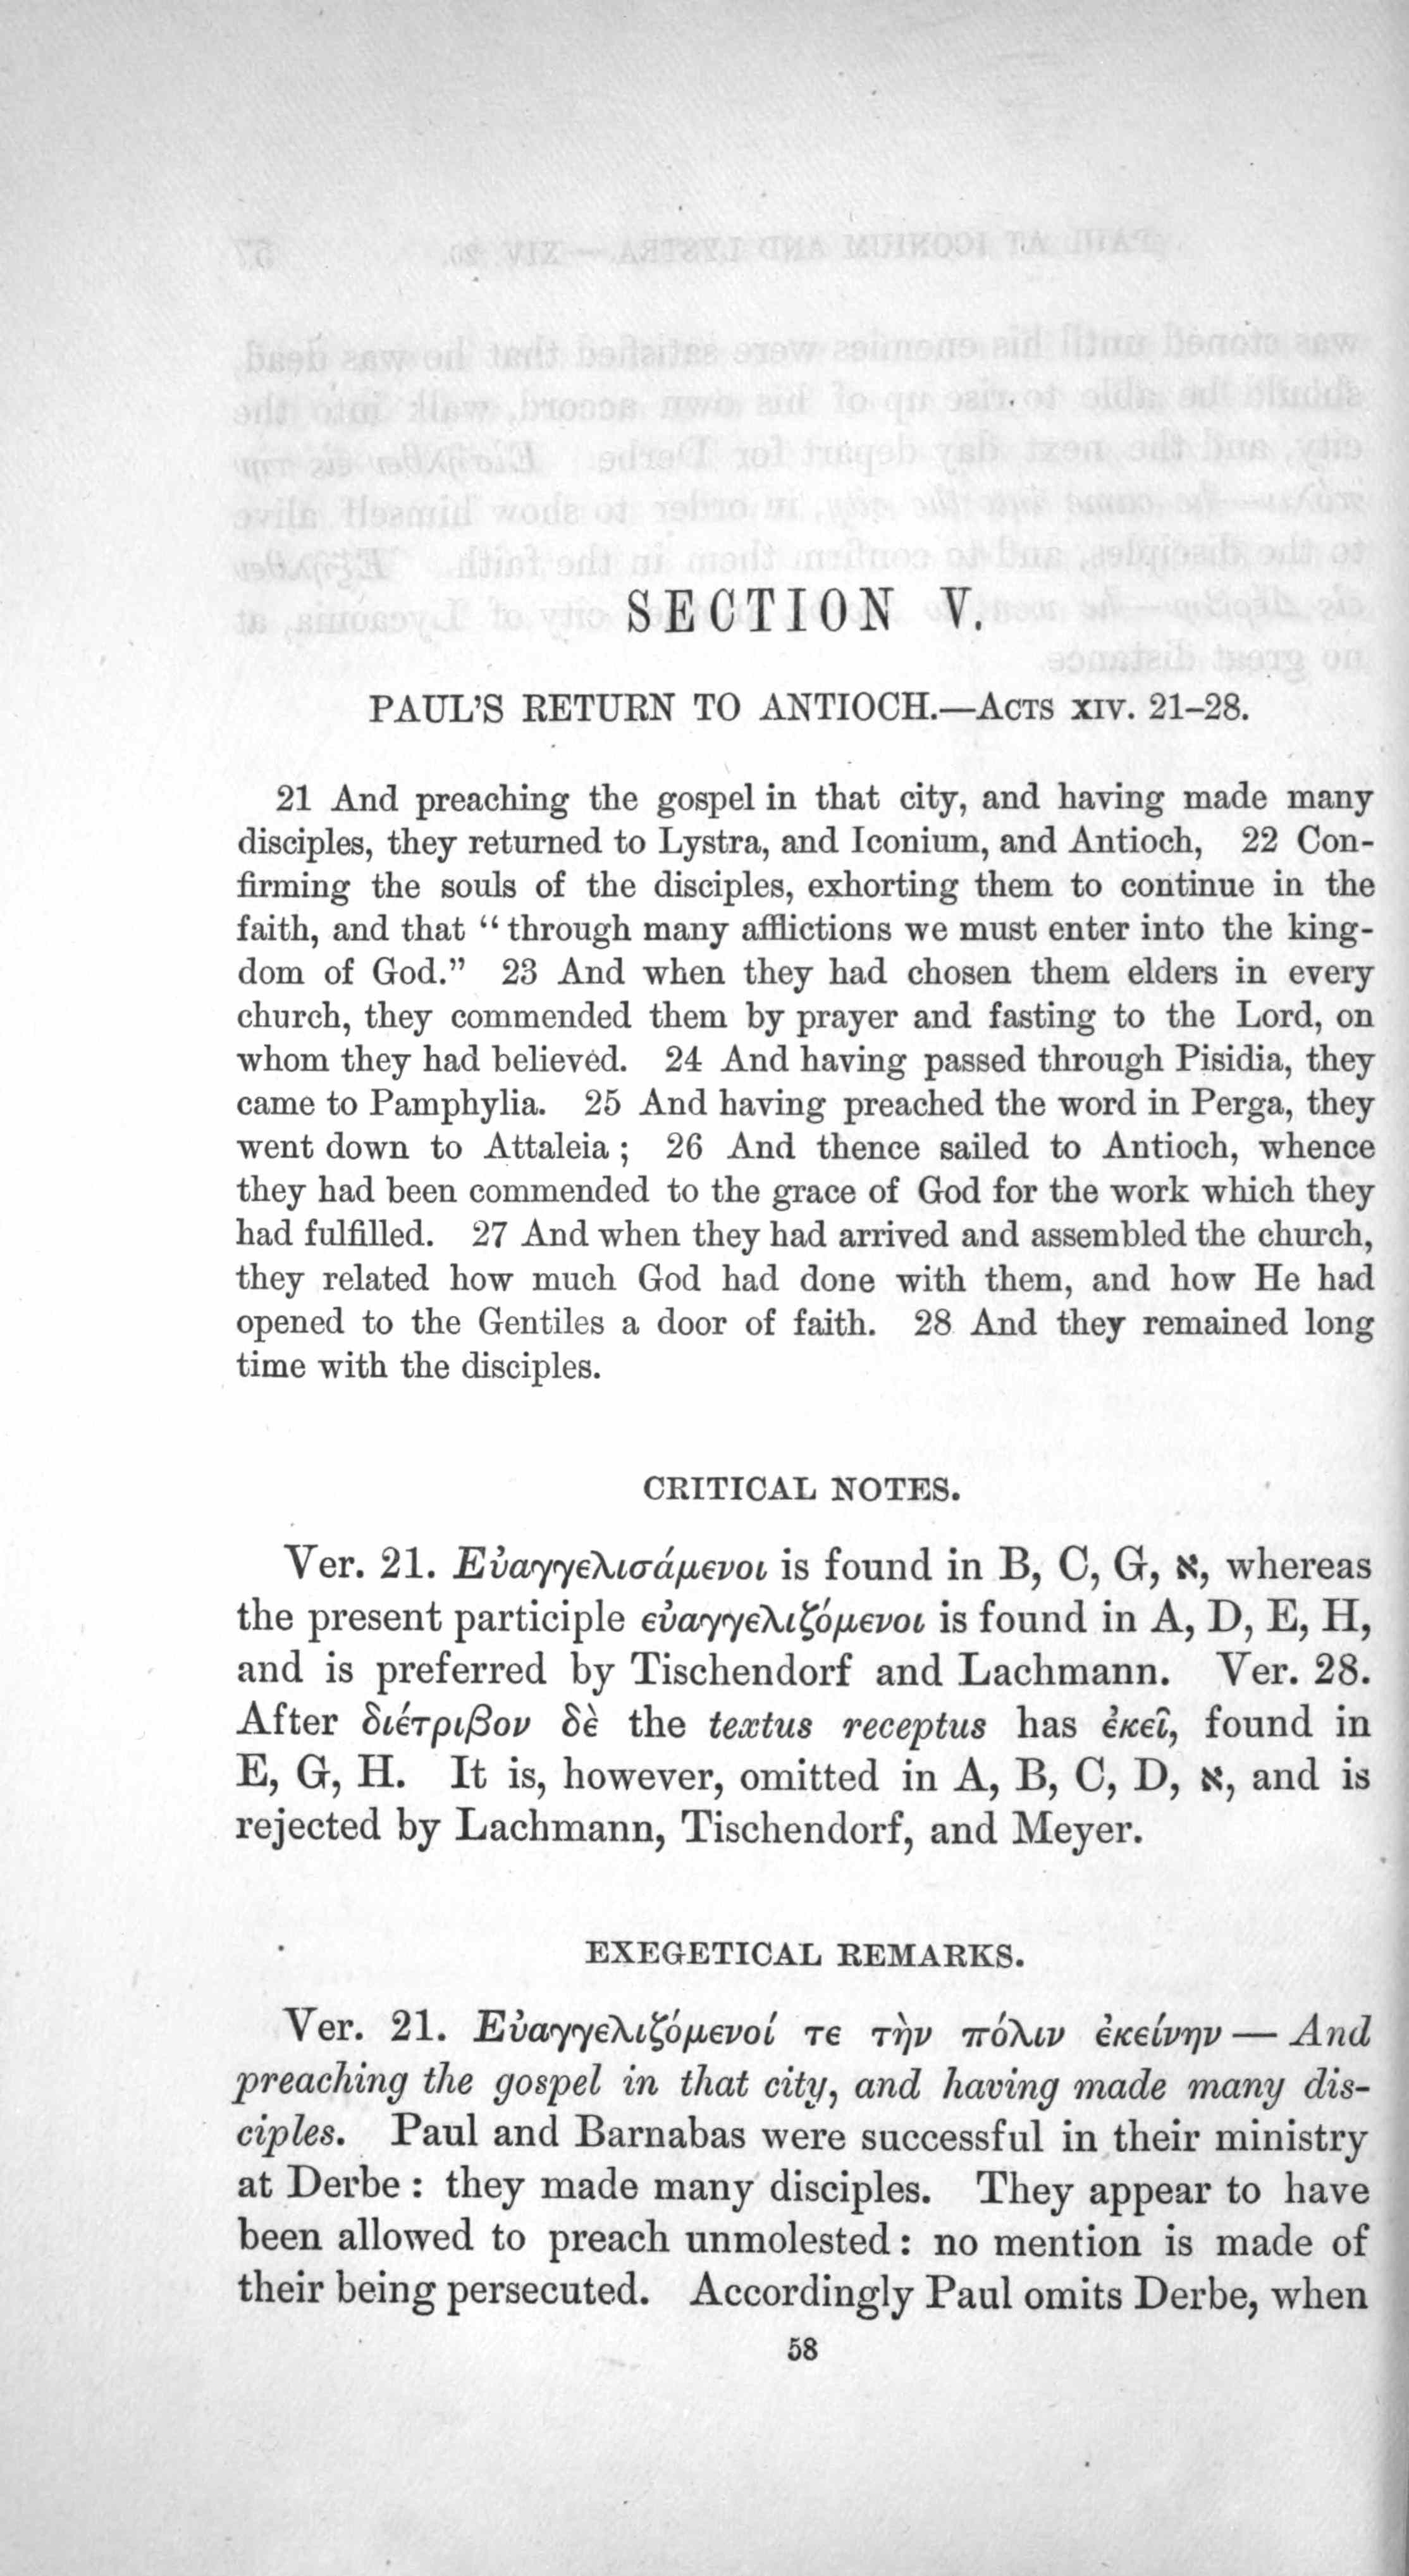 SECTION V.
PAUL'S RETURN TO ANTIOCH.—ACTS XIV. 21–28.
21 And preaching the gospel in that city, and having made many
disciples, they returned to Lystra, and Iconium, and Antioch, 22 Con-
firming the souls of the disciples, exhorting them to continue in the
faith, and that “through many afflictions we must enter into the king-
dom of God.” 23 And when they had chosen them elders in every
church, they commended them by prayer and fasting to the Lord, on
whom they had believed. 24 And having passed through Pisidia, they
came to Pamphylia. 25 And having preached the word in Perga, they
went down to Attaleia; 26 And thence sailed to Antioch, whence
they had been commended to the grace of God for the work which they
had fulfilled. 27 And when they had arrived and assembled the church,
they related how much God had done with them, and how He had
opened to the Gentiles a door of faith. 28 And they remained long
time with the disciples.
CRITICAL NOTES.
Ver. 21. Εὐαγγελισάμενοι is found in B, C, G, א, whereas
the present participle εὐαγγελιζόμενοι is found in A, D, E, H,
and is preferred by Tischendorf and Lachmann. Ver. 28.
After διέτριβον δὲ the textus receptus has ἐκεῖ, found in
E, G, H. It is, however, omitted in A, B, C, D, א, and is
rejected by Lachmann, Tischendorf, and Meyer.
EXEGETICAL REMARKS.
Ver. 21. Εὐαγγελιζόμενοί τε τὴν πόλιν ἐκείνην — And
preaching the gospel in that city, and having made many dis-
ciples. Paul and Barnabas were successful in their ministry
at Derbe: they made many disciples. They appear to have
been allowed to preach unmolested: no mention is made of
their being persecuted. Accordingly Paul omits Derbe, when
58